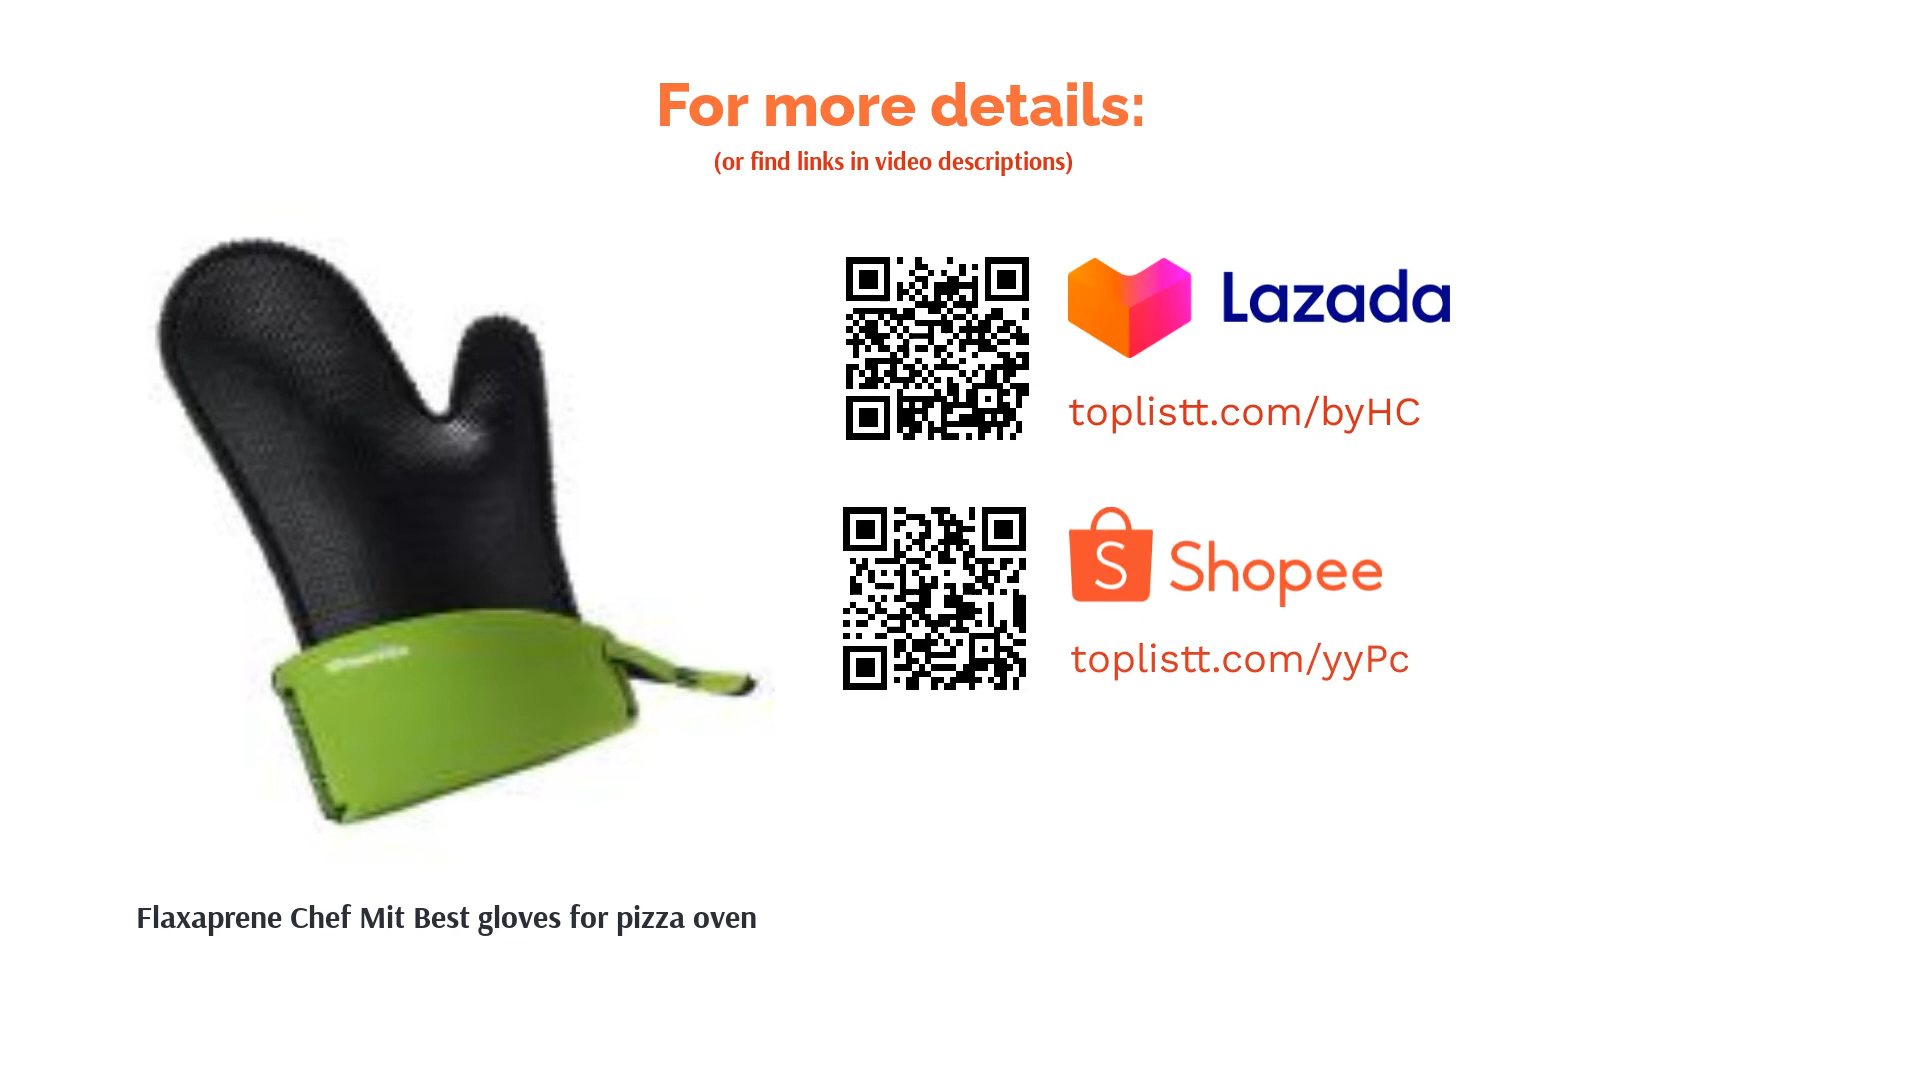 For more details:
(or find links in video descriptions)
Lazada
toplistt.com/byHC
S Shopee
toplistt.com/yyPc
Flaxaprene Chef Mit Best gloves for pizza oven